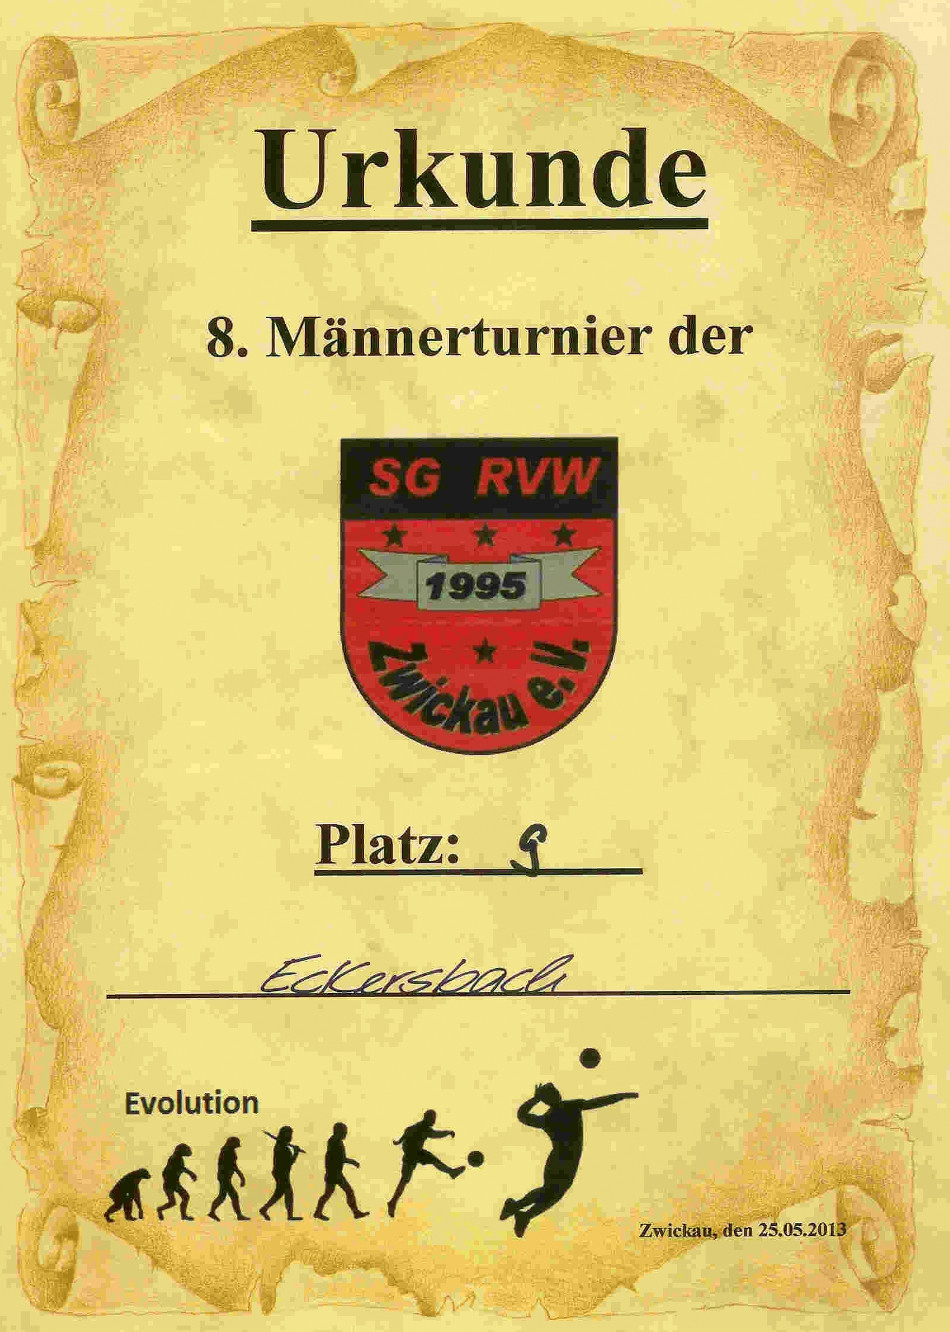 Urkunde
8. Männerturnier der
SG RVW
1995
Zwickau e.V.
Platz: 9
Eckersbach
Evolution
Zwickau, den 25.05.2013